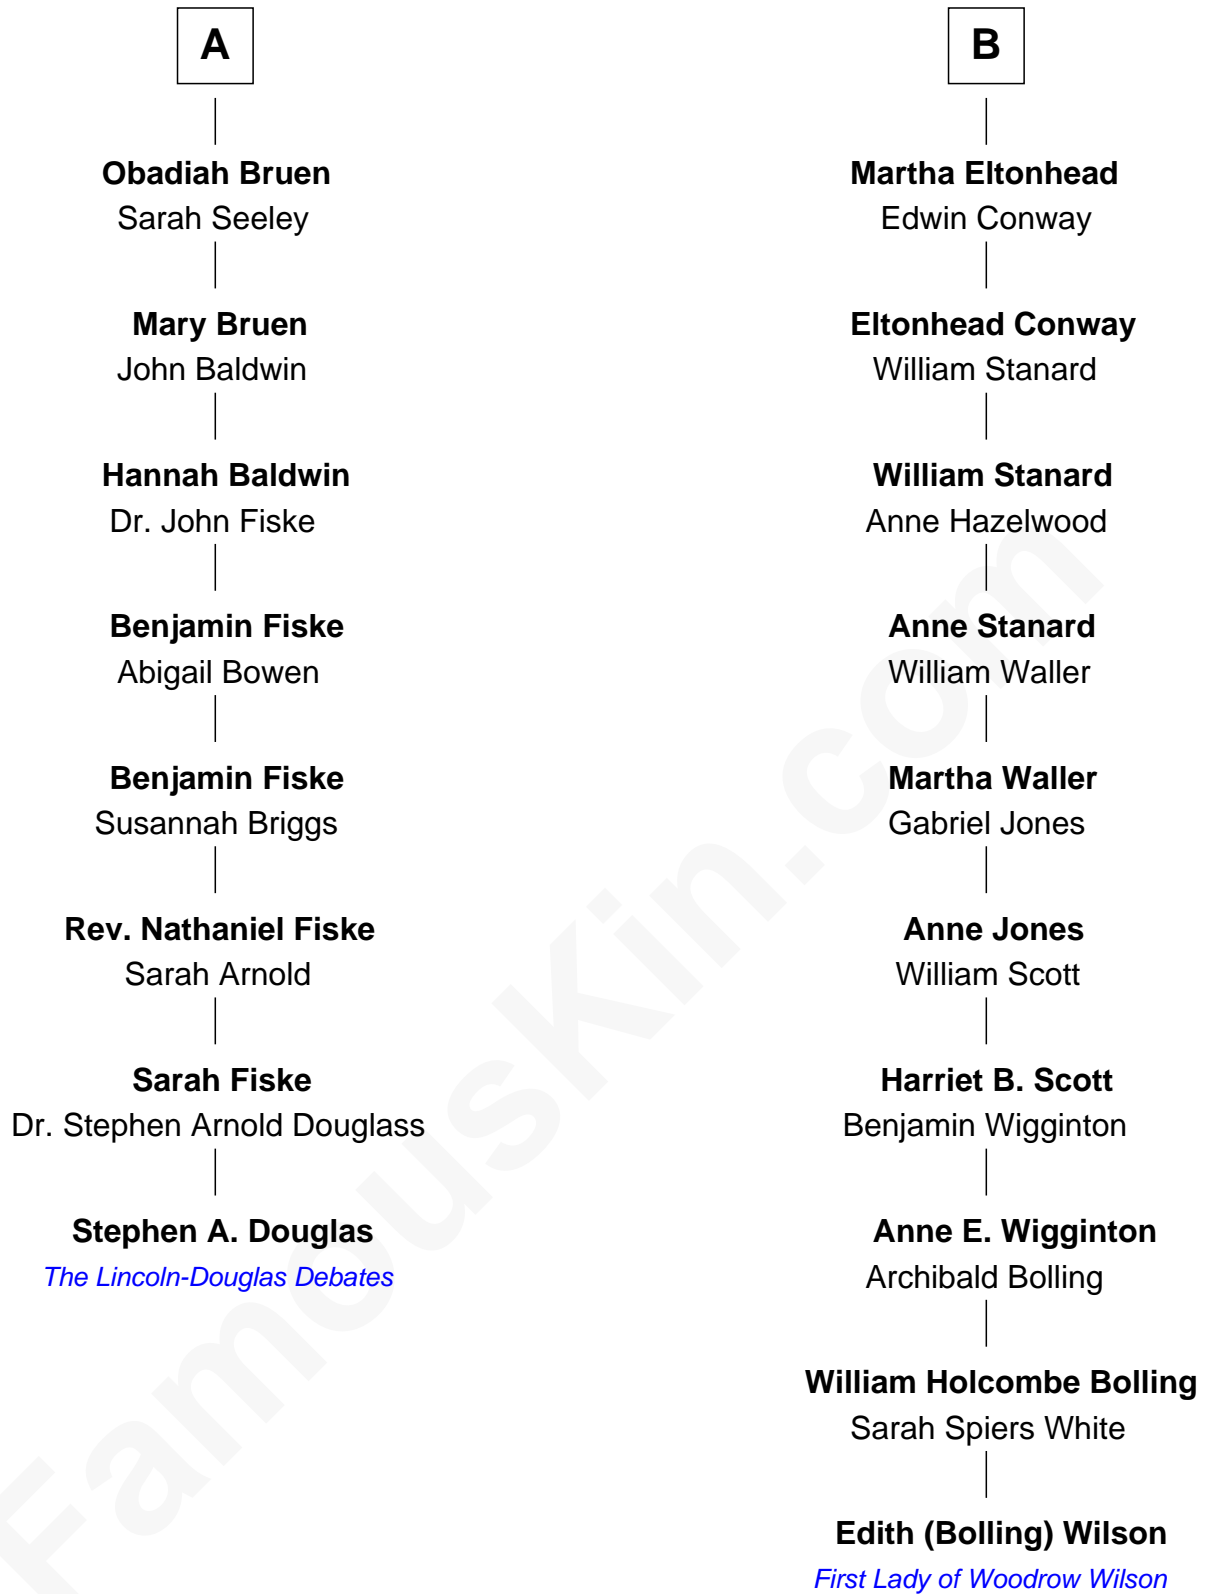 A
Obadiah Bruen
Sarah Seeley
Mary Bruen
John Baldwin
Hannah Baldwin
Dr. John Fiske
Benjamin Fiske
Abigail Bowen
Benjamin Fiske
Susannah Briggs
Rev. Nathaniel Fiske
Sarah Arnold
Sarah Fiske
Dr. Stephen Arnold Douglass
Stephen A. Douglas
The Lincoln-Douglas Debates
B
Martha Eltonhead
Edwin Conway
Eltonhead Conway
William Stanard
William Stanard
Anne Hazelwood
Anne Stanard
William Waller
Martha Waller
Gabriel Jones
Anne Jones
William Scott
Harriet B. Scott
Benjamin Wigginton
Anne E. Wigginton
Archibald Bolling
William Holcombe Bolling
Sarah Spiers White
Edith (Bolling) Wilson
First Lady of Woodrow Wilson
FamousKin.com